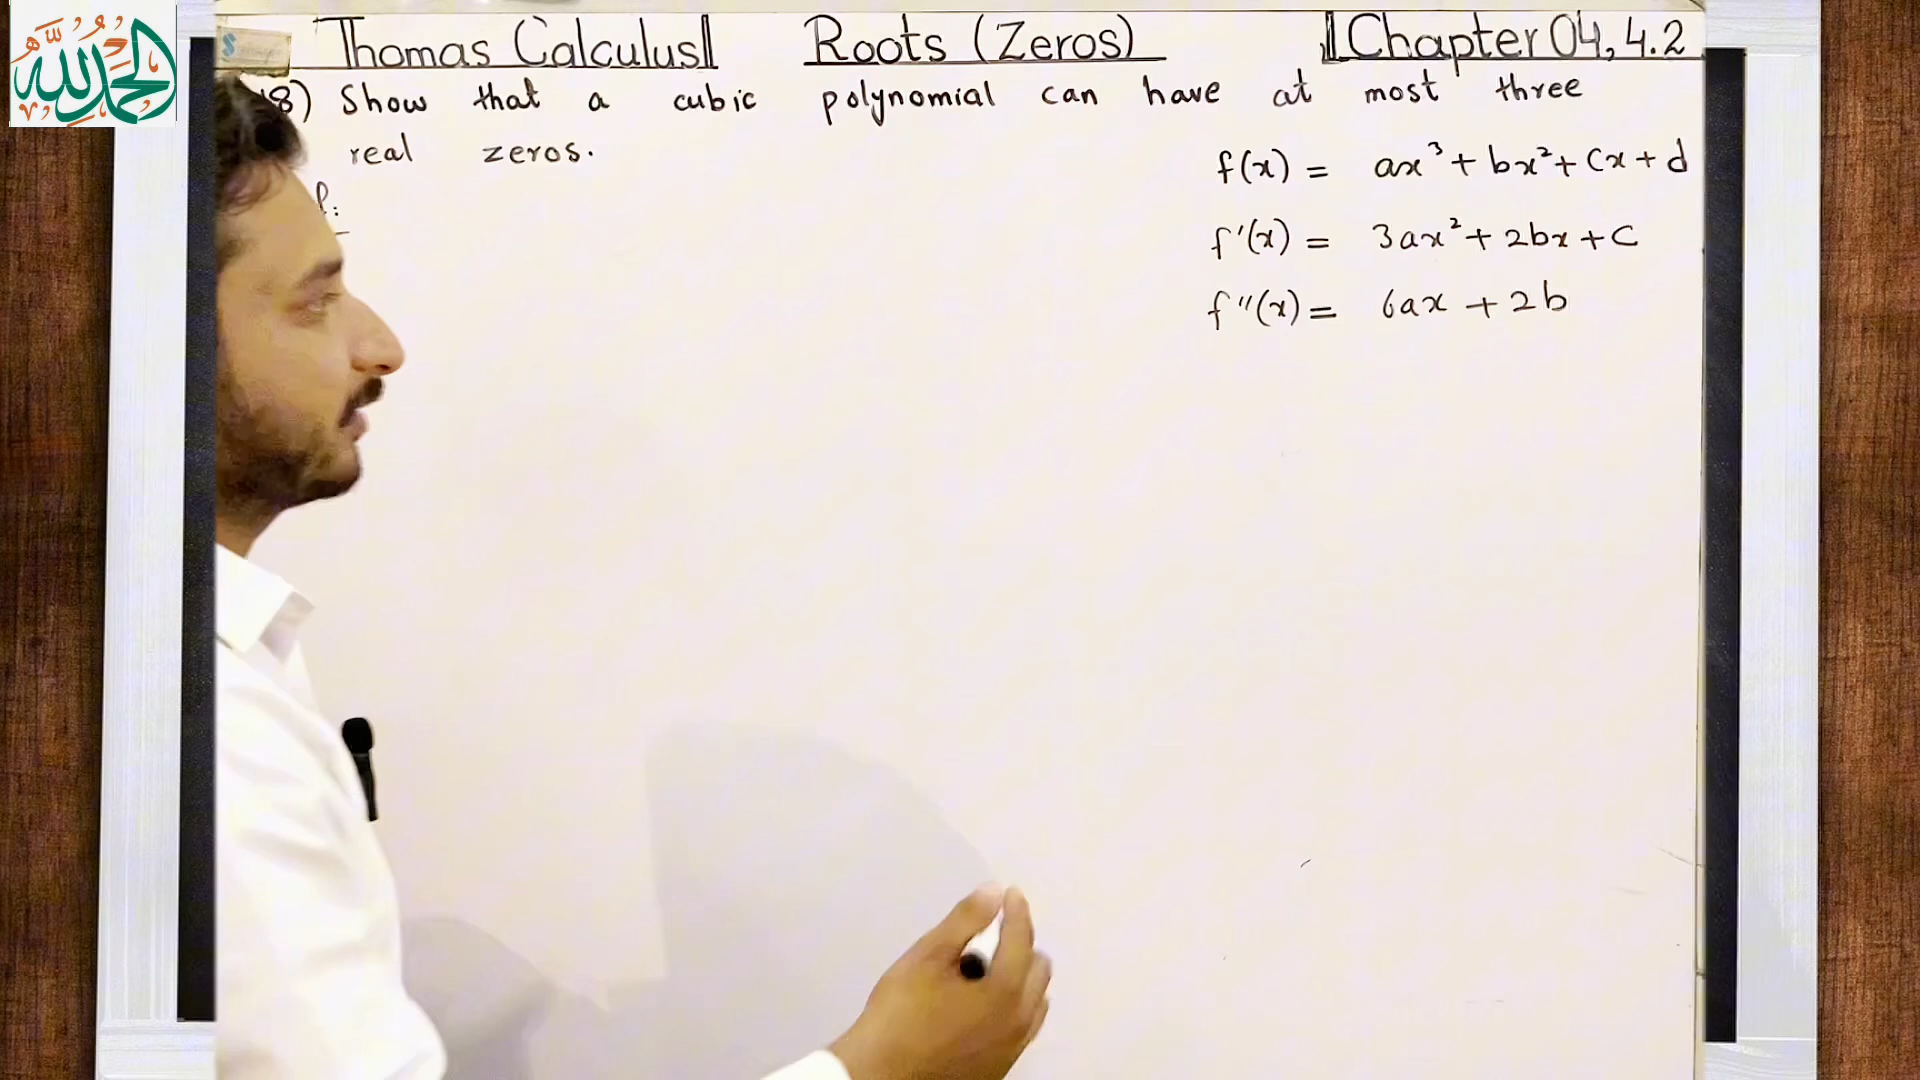 الحمد لله
Thomas Calculus Roots (Zeros) Chapter 04, 4.2
8) Show that a cubic polynomial can have at most three
real zeros.
f(x) = ax³ + bx² + cx + d
f'(x) = 3ax² + 2bx + c
f''(x) = 6ax + 2b